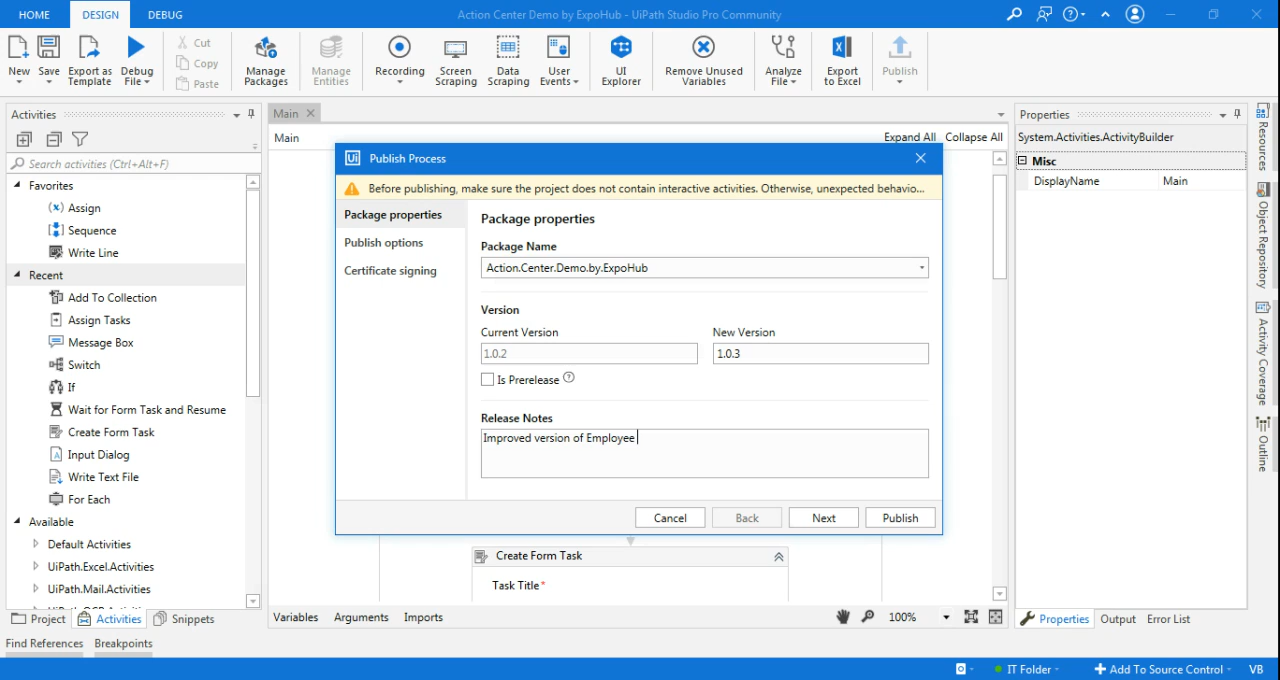 HOME DESIGN DEBUG Action Center Demo by ExpoHub - UiPath Studio Pro Community
New Save Export as Template Debug File Cut Copy Paste Manage Packages Manage Entities Recording Screen Scraping Data Scraping User Events UI Explorer Remove Unused Variables Analyze File Export to Excel Publish
Activities
Search activities (Ctrl+Alt+F)
Favorites
(x) Assign
Sequence
Write Line
Recent
Add To Collection
Assign Tasks
Message Box
Switch
If
Wait for Form Task and Resume
Create Form Task
Input Dialog
Write Text File
For Each
Available
Default Activities
UiPath.Excel.Activities
UiPath.Mail.Activities
Project Activities Snippets
Find References Breakpoints
Main
Main Expand All Collapse All
Ui Publish Process
Before publishing, make sure the project does not contain interactive activities. Otherwise, unexpected behavio...
Package properties
Publish options
Certificate signing
Package properties
Package Name
Action.Center.Demo.by.ExpoHub
Version
Current Version New Version
1.0.2 1.0.3
Is Prerelease ?
Release Notes
Improved version of Employee
Cancel Back Next Publish
Create Form Task
Task Title*
Variables Arguments Imports 100%
Properties
System.Activities.ActivityBuilder
Misc
DisplayName Main
Properties Output Error List
Resources
Object Repository
Activity Coverage
Outline
IT Folder Add To Source Control VB